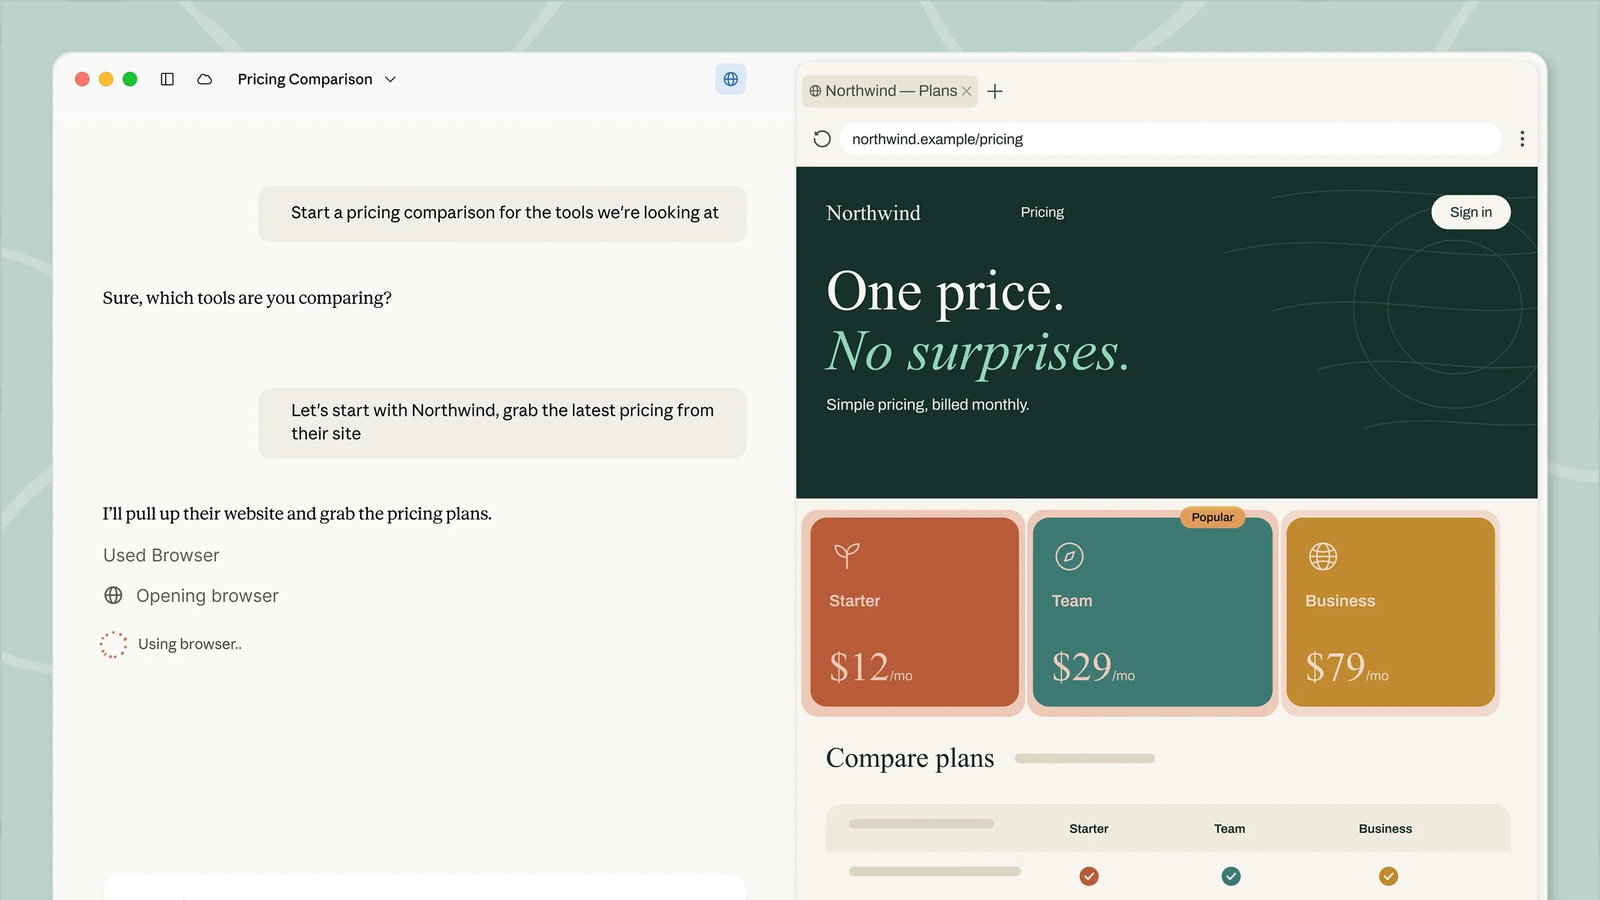 Pricing Comparison
Start a pricing comparison for the tools we're looking at
Sure, which tools are you comparing?
Let's start with Northwind, grab the latest pricing from
their site
I'll pull up their website and grab the pricing plans.
Used Browser
Opening browser
Using browser..
Northwind — Plans
northwind.example/pricing
Northwind
Pricing
Sign in
One price.
No surprises.
Simple pricing, billed monthly.
Popular
Starter
$12/mo
Team
$29/mo
Business
$79/mo
Compare plans
Starter Team Business